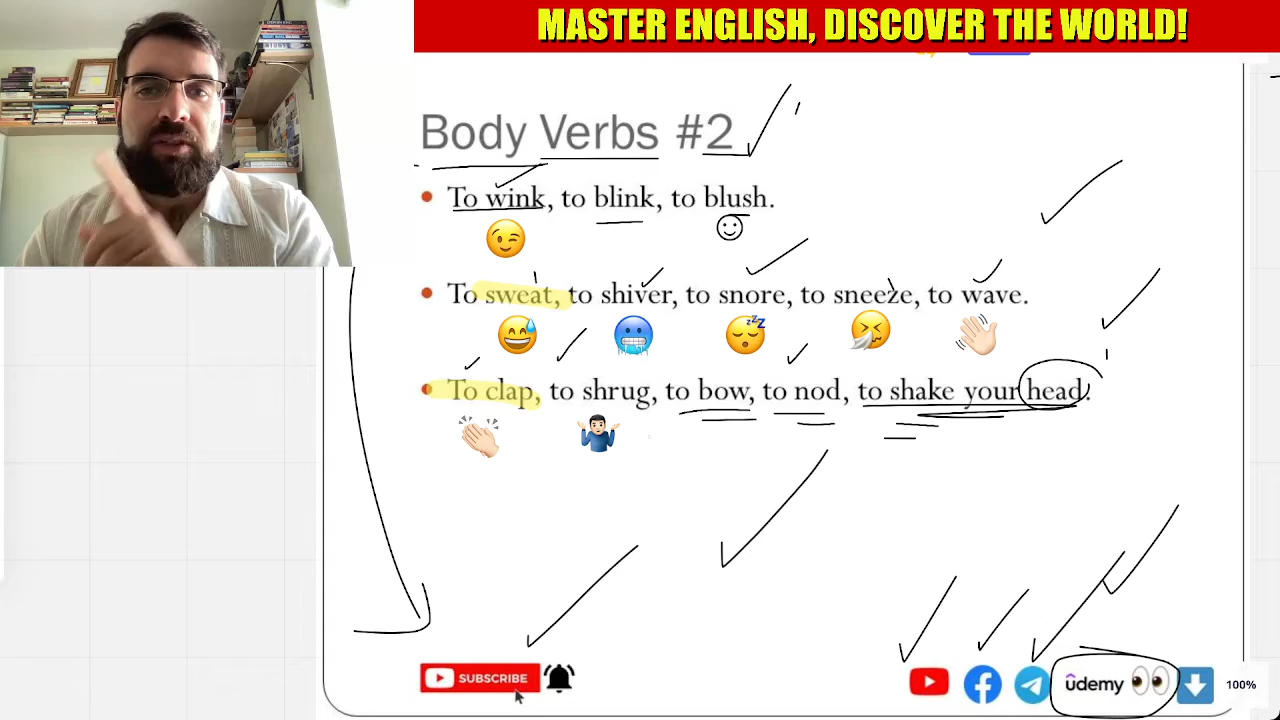 MASTER ENGLISH, DISCOVER THE WORLD!
Body Verbs #2
To wink, to blink, to blush.
To sweat, to shiver, to snore, to sneeze, to wave.
To clap, to shrug, to bow, to nod, to shake your head.
SUBSCRIBE
udemy
100%